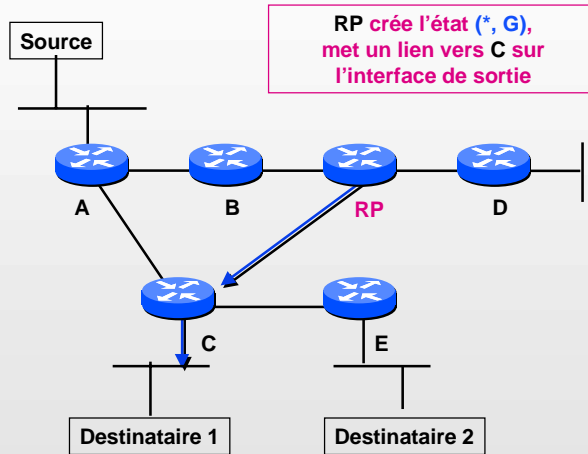 Source
RP crée l’état (*, G),
met un lien vers C sur
l’interface de sortie
A
B
RP
D
C
E
Destinataire 1
Destinataire 2